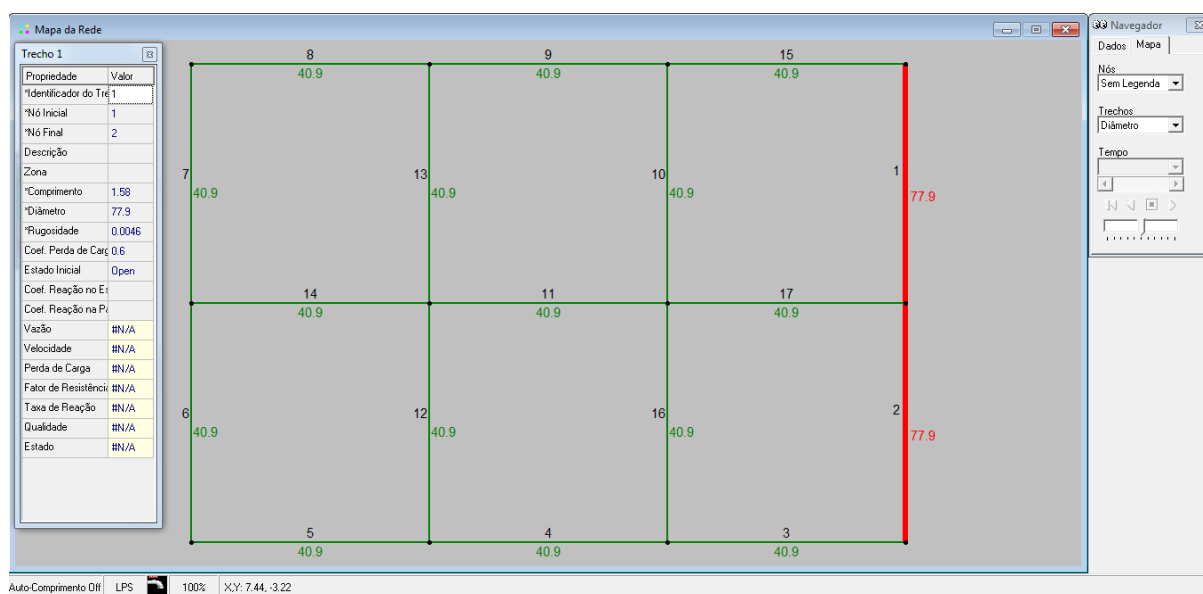 Mapa da Rede
Trecho 1
Propriedade Valor
*Identificador do Tre 1
*Nó Inicial 1
*Nó Final 2
Descrição
Zona
*Comprimento 1.58
*Diâmetro 77.9
*Rugosidade 0.0046
Coef. Perda de Carg 0.6
Estado Inicial Open
Coef. Reação no Es
Coef. Reação na Pa
Vazão #N/A
Velocidade #N/A
Perda de Carga #N/A
Fator de Resistência #N/A
Taxa de Reação #N/A
Qualidade #N/A
Estado #N/A
8 9 15
40.9 40.9 40.9
7 13 10 1
40.9 40.9 40.9 77.9
14 11 17
40.9 40.9 40.9
6 12 16 2
40.9 40.9 40.9 77.9
5 4 3
40.9 40.9 40.9
Navegador
Dados Mapa
Nós
Sem Legenda
Trechos
Diâmetro
Tempo
Auto-Comprimento Off LPS 100% X,Y: 7.44, -3.22